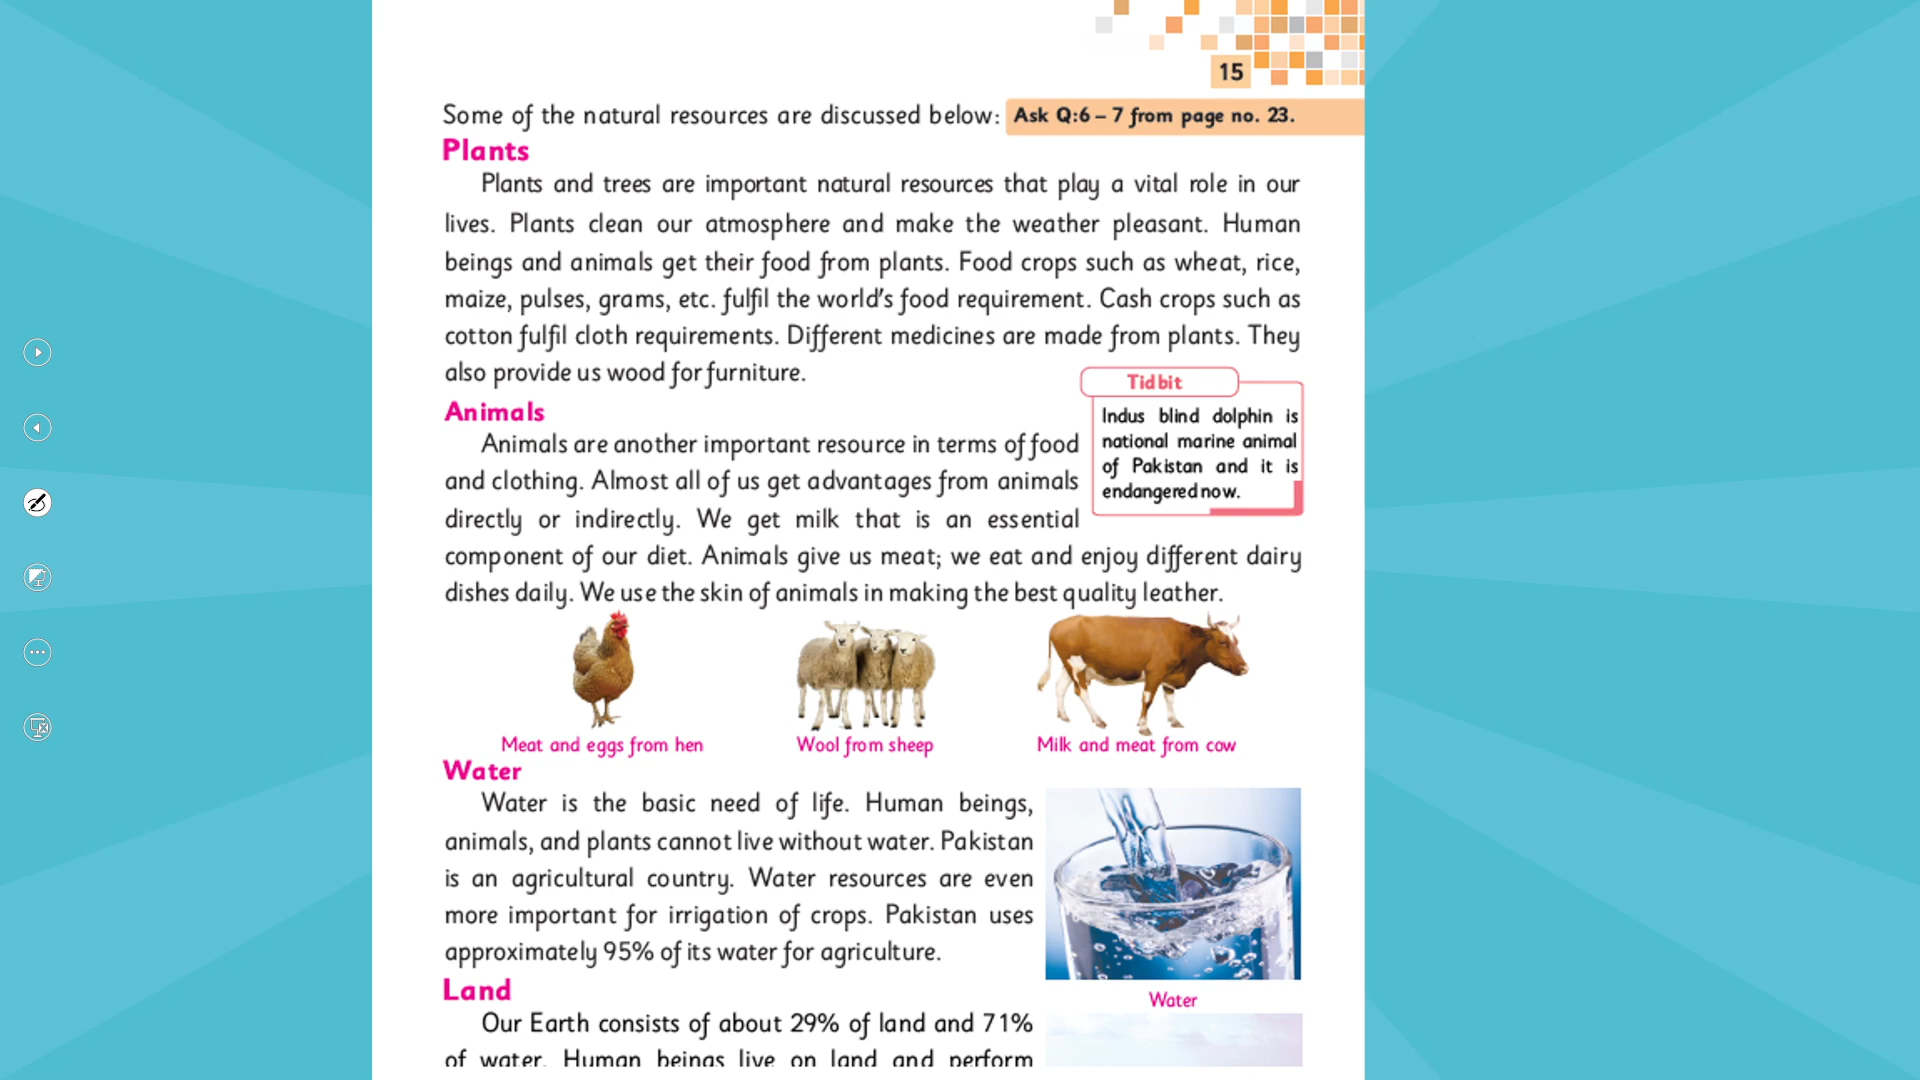 15
Some of the natural resources are discussed below:
Ask Q:6 – 7 from page no. 23.
Plants
Plants and trees are important natural resources that play a vital role in our
lives. Plants clean our atmosphere and make the weather pleasant. Human
beings and animals get their food from plants. Food crops such as wheat, rice,
maize, pulses, grams, etc. fulfil the world's food requirement. Cash crops such as
cotton fulfil cloth requirements. Different medicines are made from plants. They
also provide us wood for furniture.
Tidbit
Indus blind dolphin is
national marine animal
of Pakistan and it is
endangered now.
Animals
Animals are another important resource in terms of food
and clothing. Almost all of us get advantages from animals
directly or indirectly. We get milk that is an essential
component of our diet. Animals give us meat; we eat and enjoy different dairy
dishes daily. We use the skin of animals in making the best quality leather.
Meat and eggs from hen
Wool from sheep
Milk and meat from cow
Water
Water is the basic need of life. Human beings,
animals, and plants cannot live without water. Pakistan
is an agricultural country. Water resources are even
more important for irrigation of crops. Pakistan uses
approximately 95% of its water for agriculture.
Water
Land
Our Earth consists of about 29% of land and 71%
of water. Human beings live on land and perform